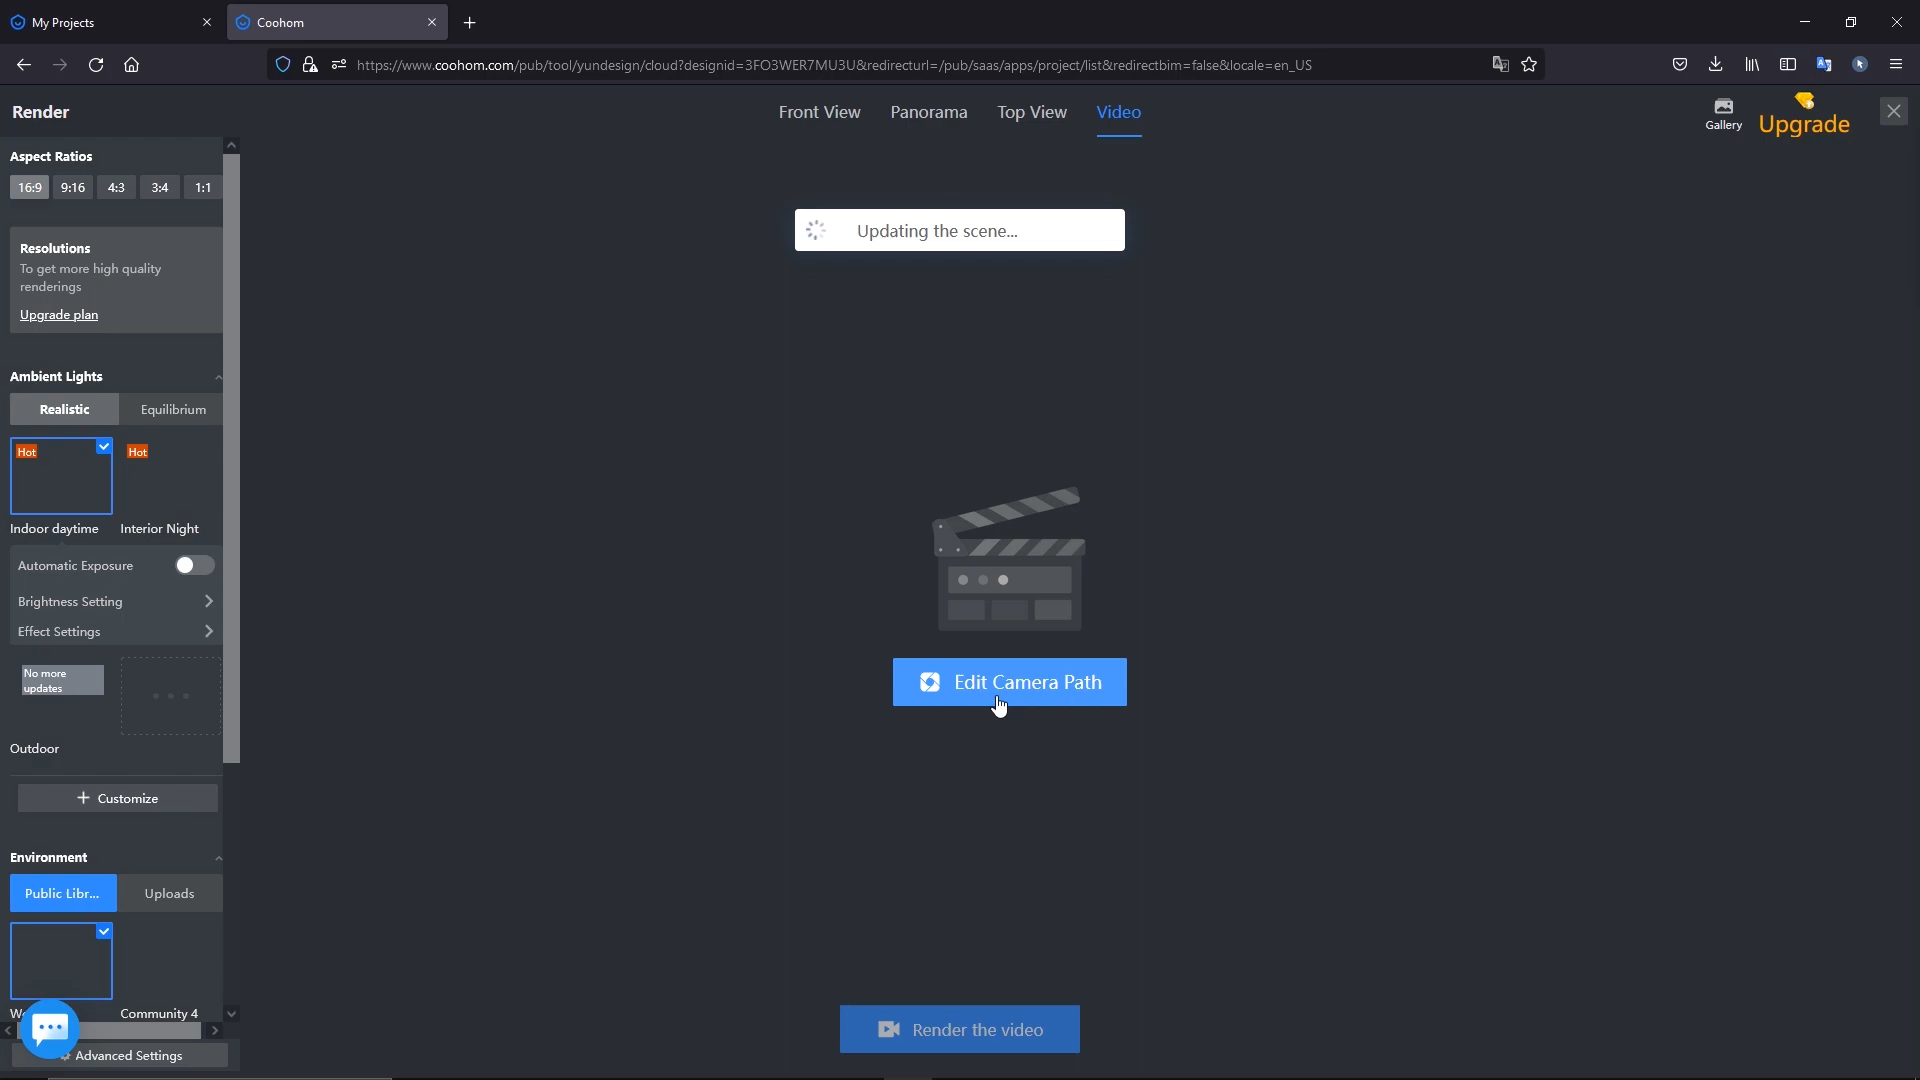 My Projects
Coohom
https://www.coohom.com/pub/tool/yundesign/cloud?designid=3FO3WER7MU3U&redirecturl=/pub/saas/apps/project/list&redirectbim=false&locale=en_US
Render
Front View
Panorama
Top View
Video
Gallery
Upgrade
Aspect Ratios
16:9
9:16
4:3
3:4
1:1
Updating the scene...
Resolutions
To get more high quality
renderings
Upgrade plan
Ambient Lights
Realistic
Equilibrium
Hot
Hot
Indoor daytime
Interior Night
Automatic Exposure
Brightness Setting
Effect Settings
No more
updates
Edit Camera Path
Outdoor
Customize
Environment
Public Libr...
Uploads
Community 4
Render the video
Advanced Settings